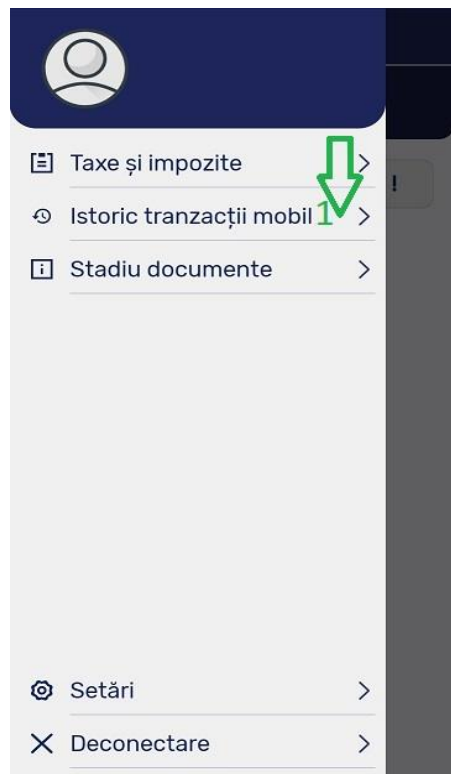 Taxe și impozite
!
Istoric tranzacții mobil 1
Stadiu documente
Setări
Deconectare